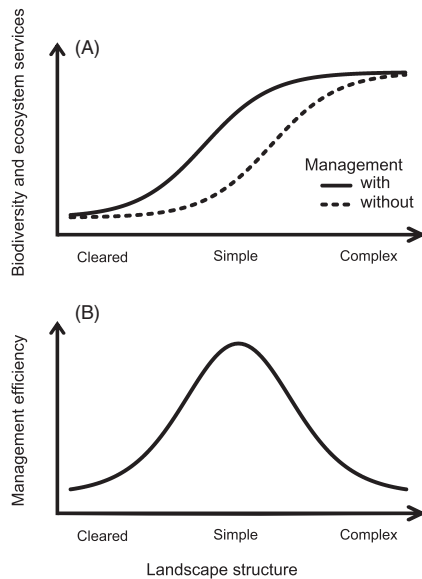 (A)
Biodiversity and ecosystem services
Management
with
without
Cleared Simple Complex
(B)
Management efficiency
Cleared Simple Complex
Landscape structure